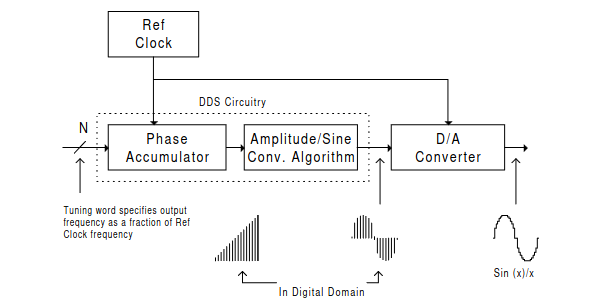 Ref
Clock
DDS Circuitry
N
Phase
Accumulator
Amplitude/Sine
Conv. Algorithm
D/A
Converter
Tuning word specifies output
frequency as a fraction of Ref
Clock frequency
In Digital Domain
Sin (x)/x